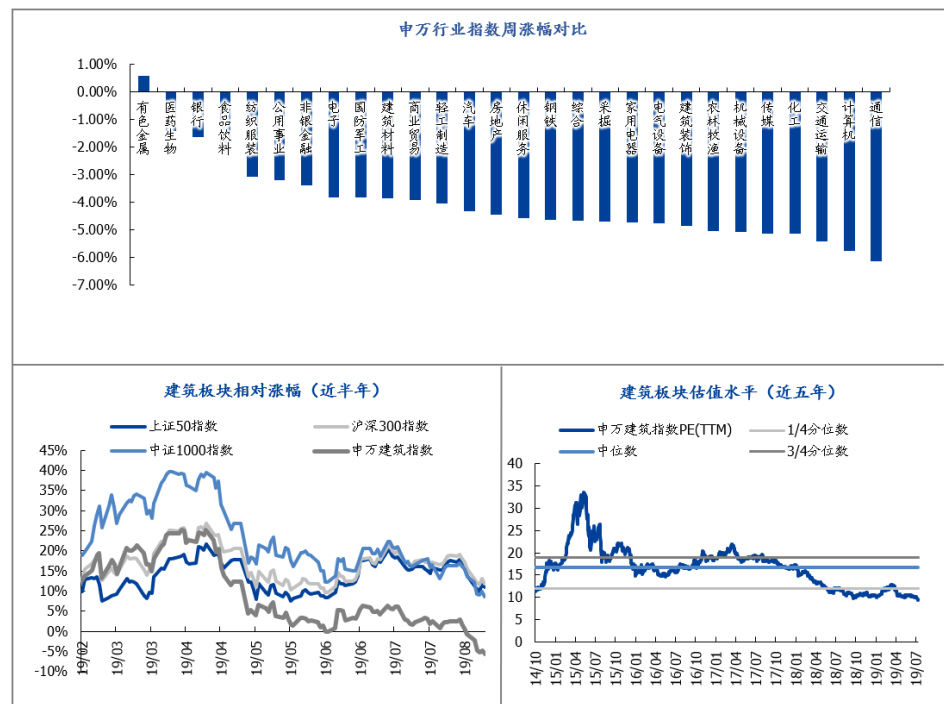 申万行业指数周涨幅对比
1.00%
0.00%
-1.00%
-2.00%
-3.00%
-4.00%
-5.00%
-6.00%
-7.00%
有色金属
医药生物
银行
食品饮料
纺织服装
公用事业
非银金融
电子
国防军工
建筑材料
商业贸易
轻工制造
汽车
房地产
休闲服务
钢铁
综合
采掘
家用电器
电气设备
建筑装饰
农林牧渔
机械设备
传媒
化工
交通运输
计算机
通信
建筑板块相对涨幅（近半年）
上证50指数 沪深300指数
中证1000指数 申万建筑指数
45%
40%
35%
30%
25%
20%
15%
10%
5%
0%
-5%
-10%
19/02
19/03
19/03
19/04
19/04
19/05
19/05
19/06
19/06
19/07
19/07
19/08
建筑板块估值水平（近五年）
申万建筑指数PE(TTM) 1/4分位数
中位数 3/4分位数
40
35
30
25
20
15
10
5
0
14/10
15/01
15/04
15/07
15/10
16/01
16/04
16/07
16/10
17/01
17/04
17/07
17/10
18/01
18/04
18/07
18/10
19/01
19/04
19/07